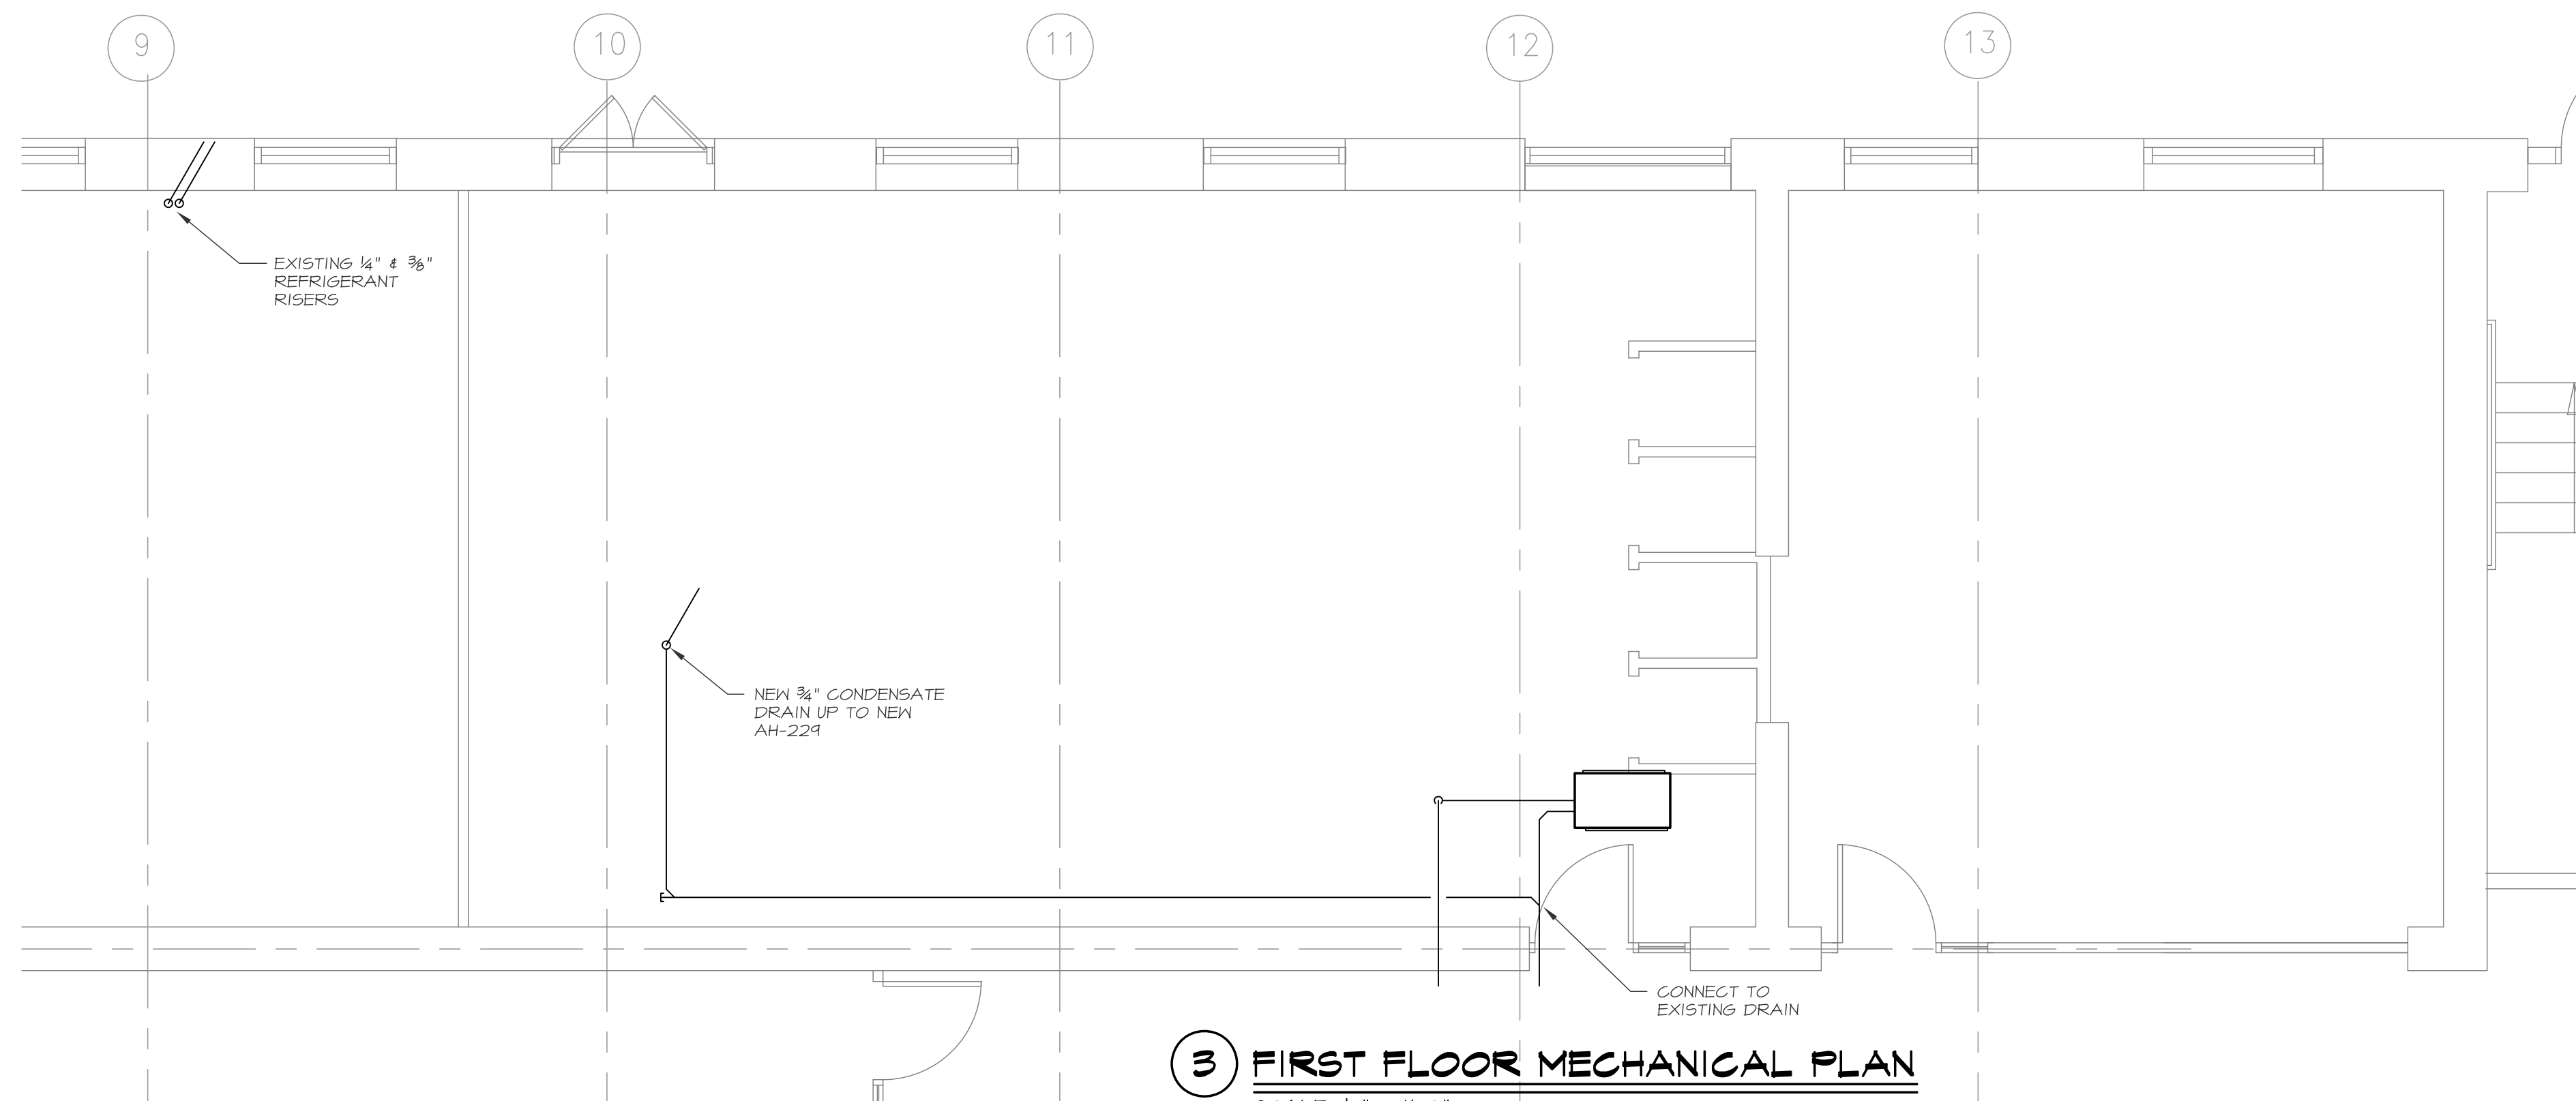 9
10
11
12
13
EXISTING ¼" & ⅜"
REFRIGERANT
RISERS
NEW ¾" CONDENSATE
DRAIN UP TO NEW
AH-229
CONNECT TO
EXISTING DRAIN
3 FIRST FLOOR MECHANICAL PLAN